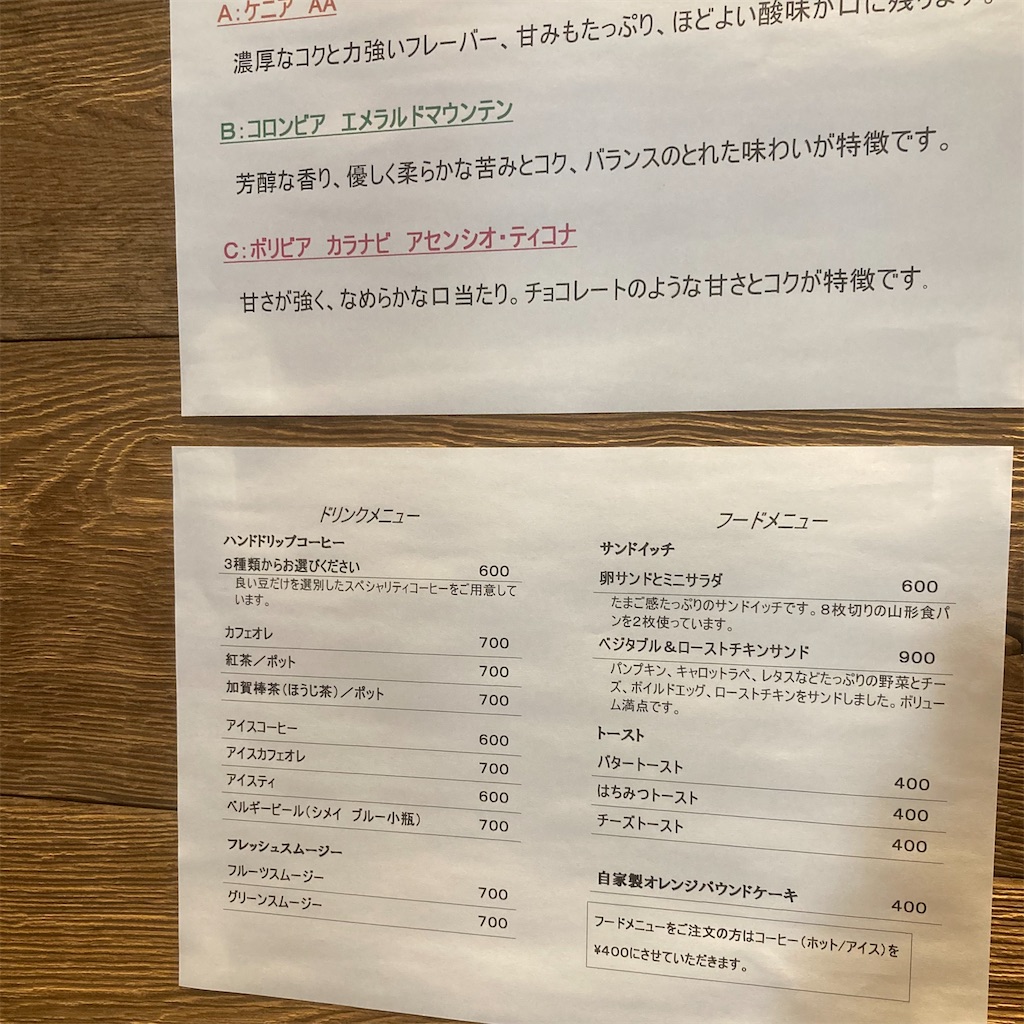 A:ケニア AA
濃厚なコクと力強いフレーバー、甘みもたっぷり、ほどよい酸味が口に残ります。
B:コロンビア エメラルドマウンテン
芳醇な香り、優しく柔らかな苦みとコク、バランスのとれた味わいが特徴です。
C:ボリビア カラナビ アセンシオ・ティコナ
甘さが強く、なめらかな口当たり。チョコレートのような甘さとコクが特徴です.
ドリンクメニュー
ハンドドリップコーヒー
3種類からお選びください 600
良い豆だけを選別したスペシャリティコーヒーをご用意して
います。
カフェオレ 700
紅茶/ポット 700
加賀棒茶(ほうじ茶)/ポット 700
アイスコーヒー 600
アイスカフェオレ 700
アイスティ 600
ベルギービール(シメイ ブルー小瓶) 700
フレッシュスムージー
フルーツスムージー 700
グリーンスムージー 700
フードメニュー
サンドイッチ
卵サンドとミニサラダ 600
たまご感たっぷりのサンドイッチです。8枚切りの山形食パ
ンを2枚使っています。
ベジタブル&ローストチキンサンド 900
パンプキン、キャロットラペ、レタスなどたっぷりの野菜とチー
ズ、ボイルドエッグ、ローストチキンをサンドしました。ボリュー
ム満点です。
トースト
バタートースト 400
はちみつトースト 400
チーズトースト 400
自家製オレンジパウンドケーキ 400
フードメニューをご注文の方はコーヒー(ホット/アイス)を
¥400にさせていただきます。